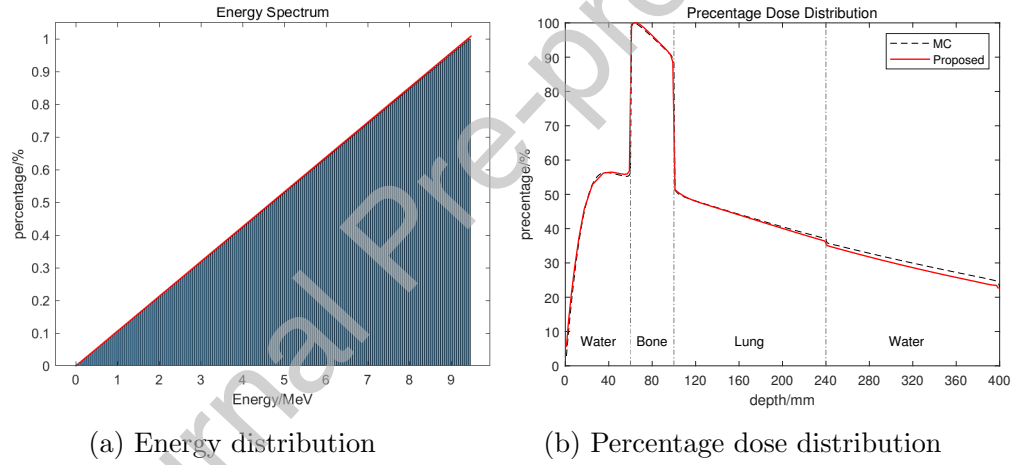 Energy Spectrum
percentage/%
1
0.9
0.8
0.7
0.6
0.5
0.4
0.3
0.2
0.1
0
0 1 2 3 4 5 6 7 8 9
Energy/MeV
(a) Energy distribution
Precentage Dose Distribution
precentage/%
100
90
80
70
60
50
40
30
20
10
0
MC
Proposed
Water Bone Lung Water
0 40 80 120 160 200 240 280 320 360 400
depth/mm
(b) Percentage dose distribution
urnal Pre-pr